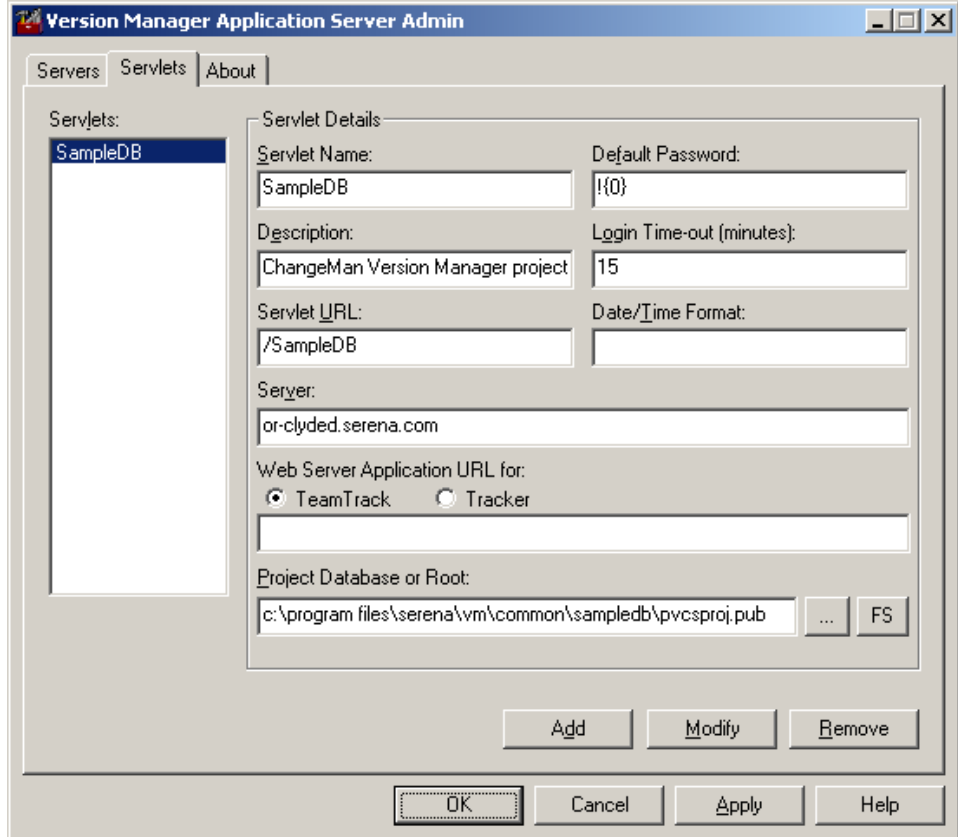 Version Manager Application Server Admin
Servers Servlets About
Servlets:
SampleDB
Servlet Details
Servlet Name: Default Password:
SampleDB !{0}
Description: Login Time-out (minutes):
ChangeMan Version Manager project 15
Servlet URL: Date/Time Format:
/SampleDB
Server:
or-clyded.serena.com
Web Server Application URL for:
TeamTrack Tracker
Project Database or Root:
c:\program files\serena\vm\common\sampledb\pvcsproj.pub ... FS
Add Modify Remove
OK Cancel Apply Help